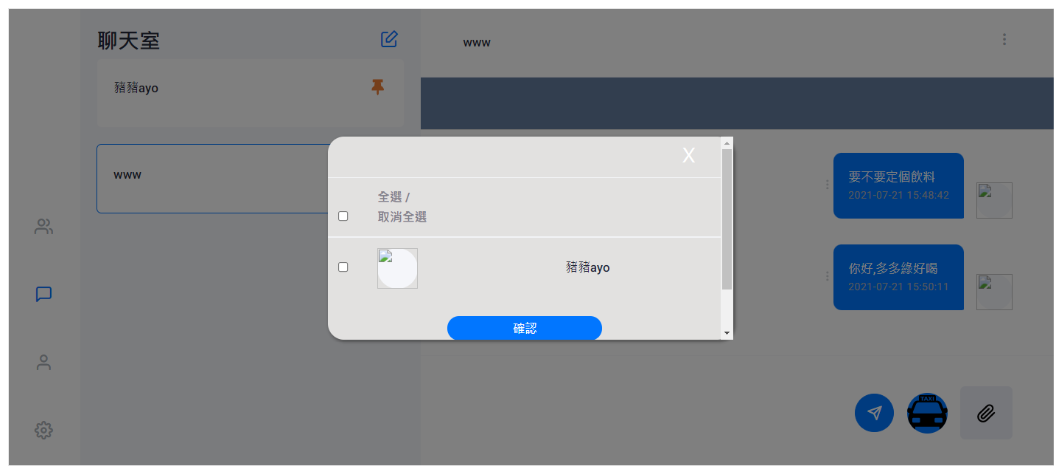 聊天室
豬豬ayo
www
www
要不要定個飲料
2021-07-21 15:48:42
你好,多多綠好喝
2021-07-21 15:50:11
X
全選 /
取消全選
豬豬ayo
確認
TAXI